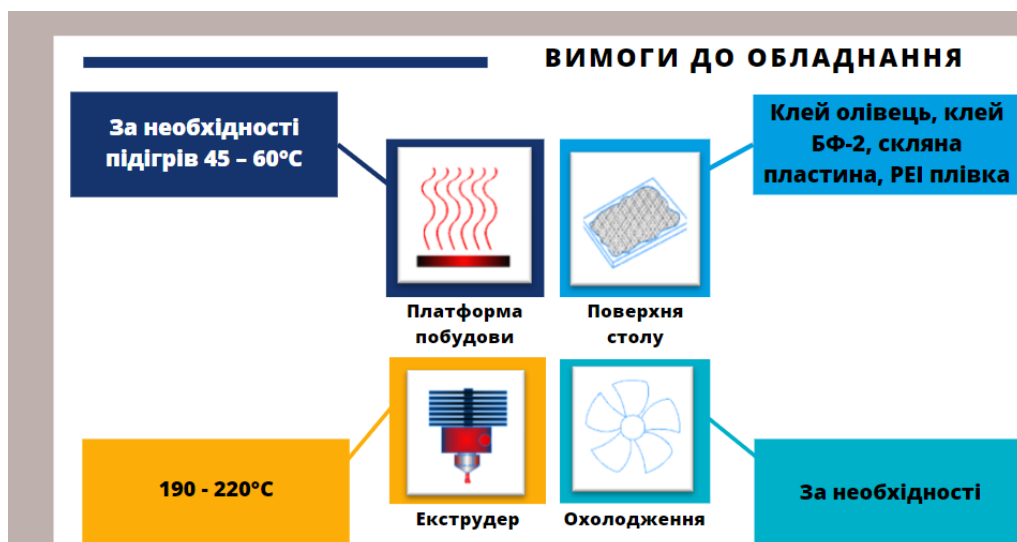 ВИМОГИ ДО ОБЛАДНАННЯ
За необхідності
підігрів 45 – 60°С
Клей олівець, клей
БФ-2, скляна
пластина, PEI плівка
Платформа
побудови
Поверхня
столу
190 - 220°С
Екструдер
Охолодження
За необхідності